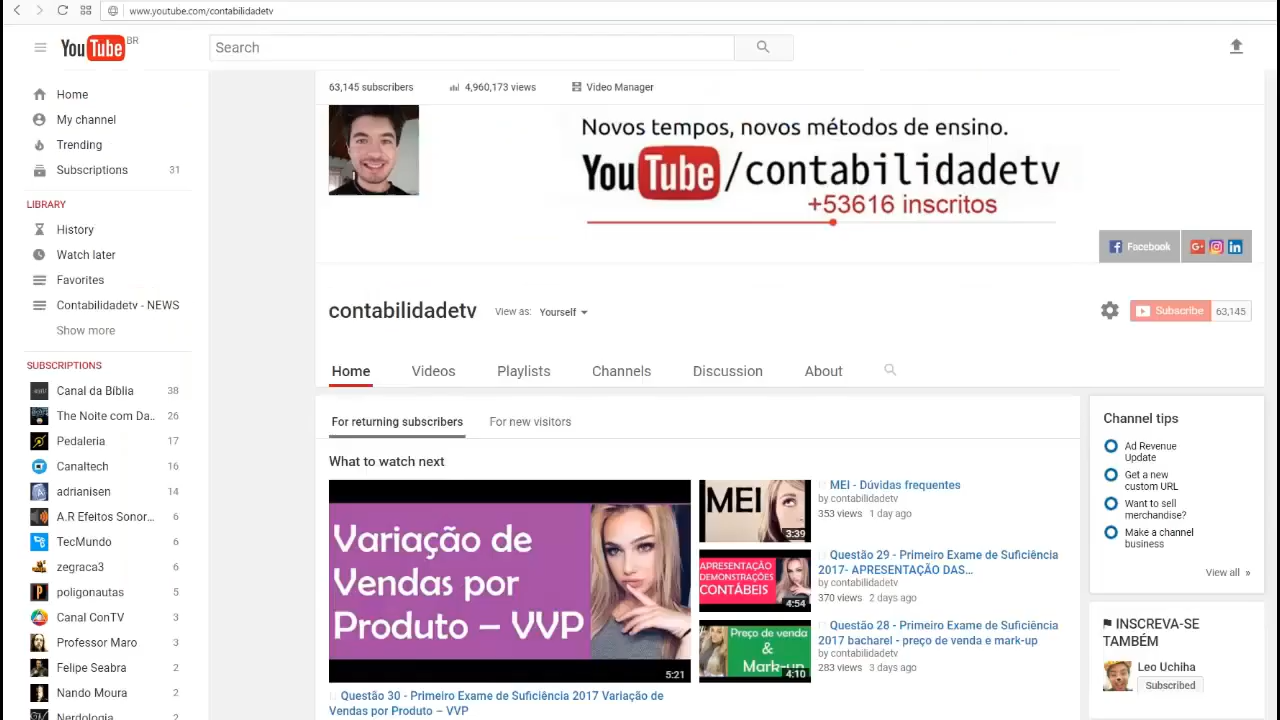 www.youtube.com/contabilidadetv
YouTube BR
Search
Home
My channel
Trending
Subscriptions 31
LIBRARY
History
Watch later
Favorites
Contabilidadetv - NEWS
Show more
SUBSCRIPTIONS
Canal da Bíblia 38
The Noite com Da.. 26
Pedaleria 17
Canaltech 16
adrianisen 14
A.R Efeitos Sonor... 6
TecMundo 6
zegraca3 6
poligonautas 5
Canal ConTV 3
Professor Maro 3
Felipe Seabra 2
Nando Moura 2
Nerdologia 2
63,145 subscribers
4,960,173 views
Video Manager
Novos tempos, novos métodos de ensino.
YouTube/contabilidadetv
+53616 inscritos
Facebook
contabilidadetv
View as: Yourself
Subscribe 63,145
Home Videos Playlists Channels Discussion About
For returning subscribers For new visitors
What to watch next
Variação de
Vendas por
Produto – VVP
5:21
Questão 30 - Primeiro Exame de Suficiência 2017 Variação de
Vendas por Produto – VVP
MEI
3:39
MEI - Dúvidas frequentes
by contabilidadetv
353 views 1 day ago
APRESENTAÇÃO
DEMONSTRAÇÕES
CONTÁBEIS
4:54
Questão 29 - Primeiro Exame de Suficiência
2017- APRESENTAÇÃO DAS...
by contabilidadetv
370 views 2 days ago
Preço de venda
&
Mark-up
4:10
Questão 28 - Primeiro Exame de Suficiência
2017 bacharel - preço de venda e mark-up
by contabilidadetv
283 views 3 days ago
Channel tips
Ad Revenue
Update
Get a new
custom URL
Want to sell
merchandise?
Make a channel
business
View all »
INSCREVA-SE
TAMBÉM
Leo Uchiha
Subscribed